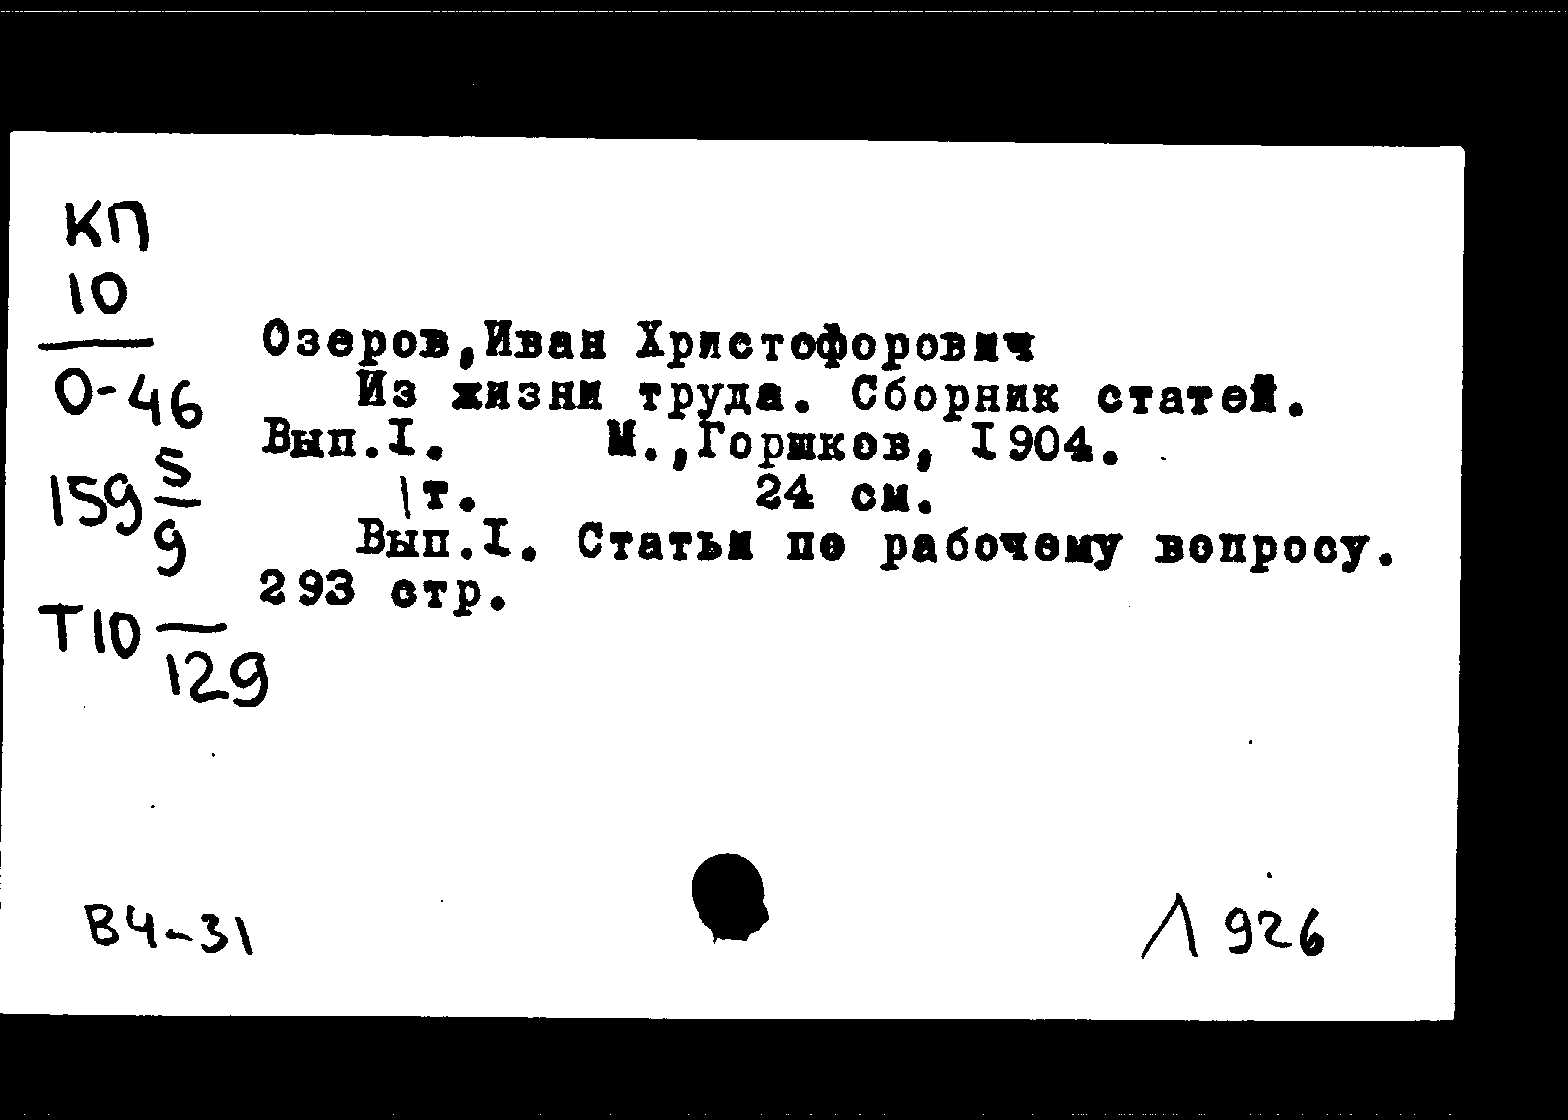 КП
10
О-46
159 5/9
Т10 —/129
Озеров,Иван Христофорович
Из жизни труда. Сборник статей.
Вып.I. М.,Горшков, I904.
1т. 24 см.
Вып.I. Статьи по рабочему вопросу.
293 стр.
В4-31
Л 926